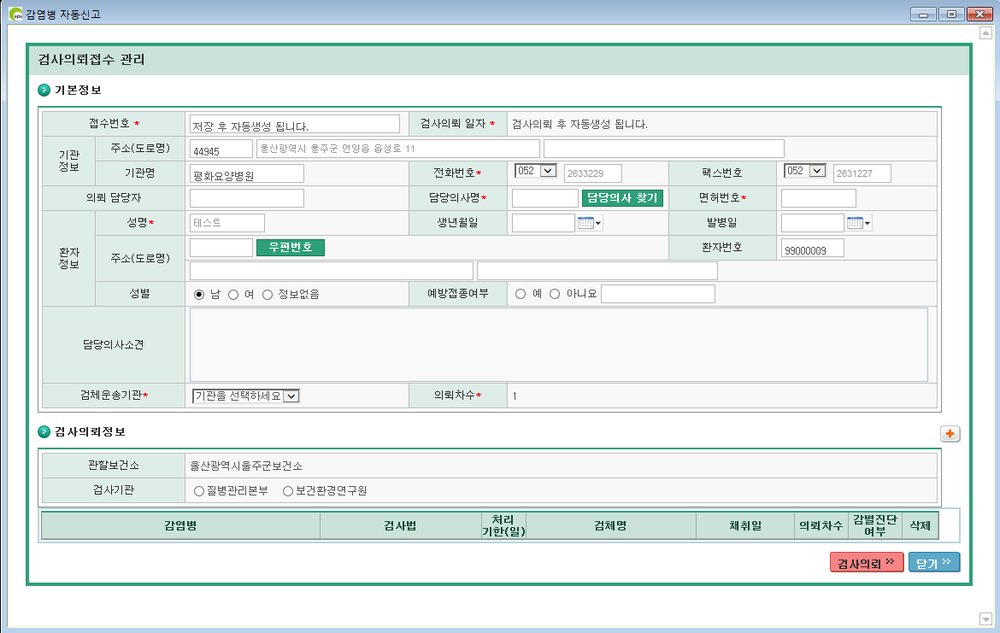 감염병 자동신고
검사의뢰접수 관리
기본정보
접수번호 * 저장 후 자동생성 됩니다. 검사의뢰 일자 * 검사의뢰 후 자동생성 됩니다.
기관 정보 주소(도로명) 44945 울산광역시 울주군 언양읍 읍성로 11
기관명 평화요양병원 전화번호* 052 2633229 팩스번호 052 2631227
의뢰 담당자 담당의사명* 담당의사 찾기 면허번호*
환자 정보 성명* 테스트 생년월일 발병일
주소(도로명) 우편번호 환자번호 99000009
성별 남 여 정보없음 예방접종여부 예 아니요
담당의사소견
검체운송기관* 기관을 선택하세요 의뢰차수* 1
검사의뢰정보
관할보건소 울산광역시울주군보건소
검사기관 질병관리본부 보건환경연구원
감염병 검사법 처리 기한(일) 검체명 채취일 의뢰차수 감별진단 여부 삭제
검사의뢰 닫기